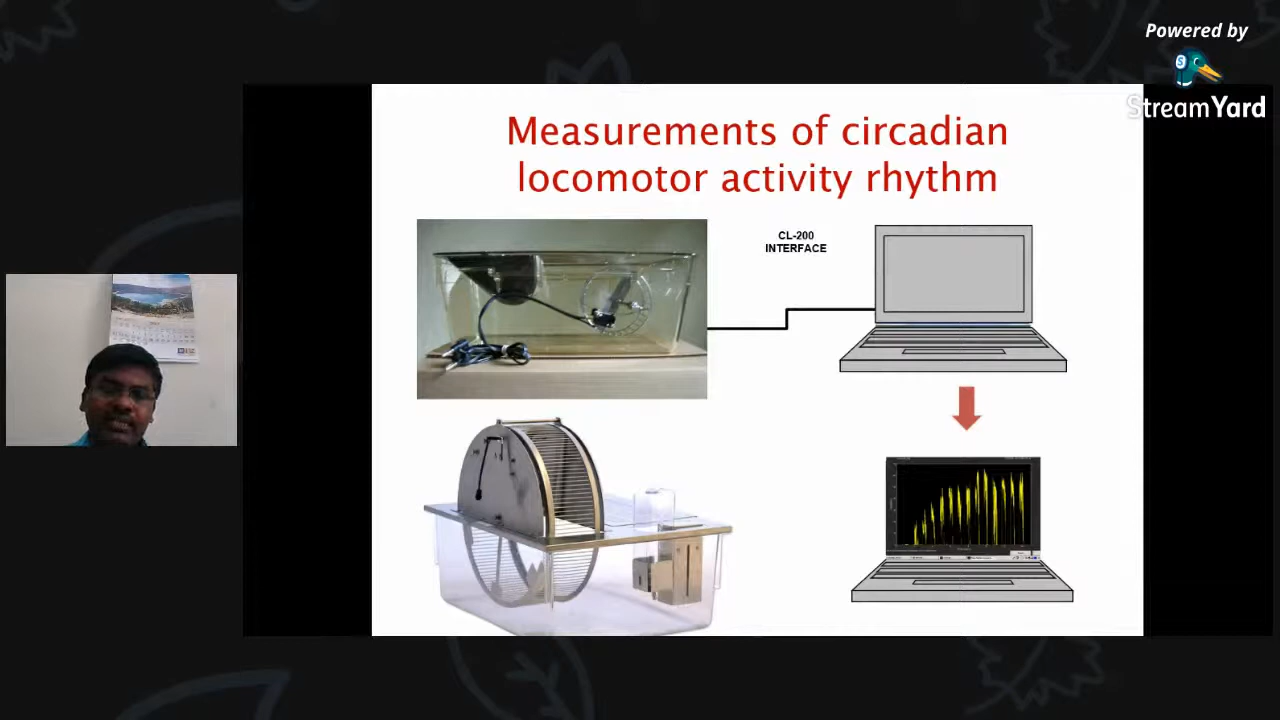 Powered by
StreamYard
Measurements of circadian
locomotor activity rhythm
CL-200
INTERFACE